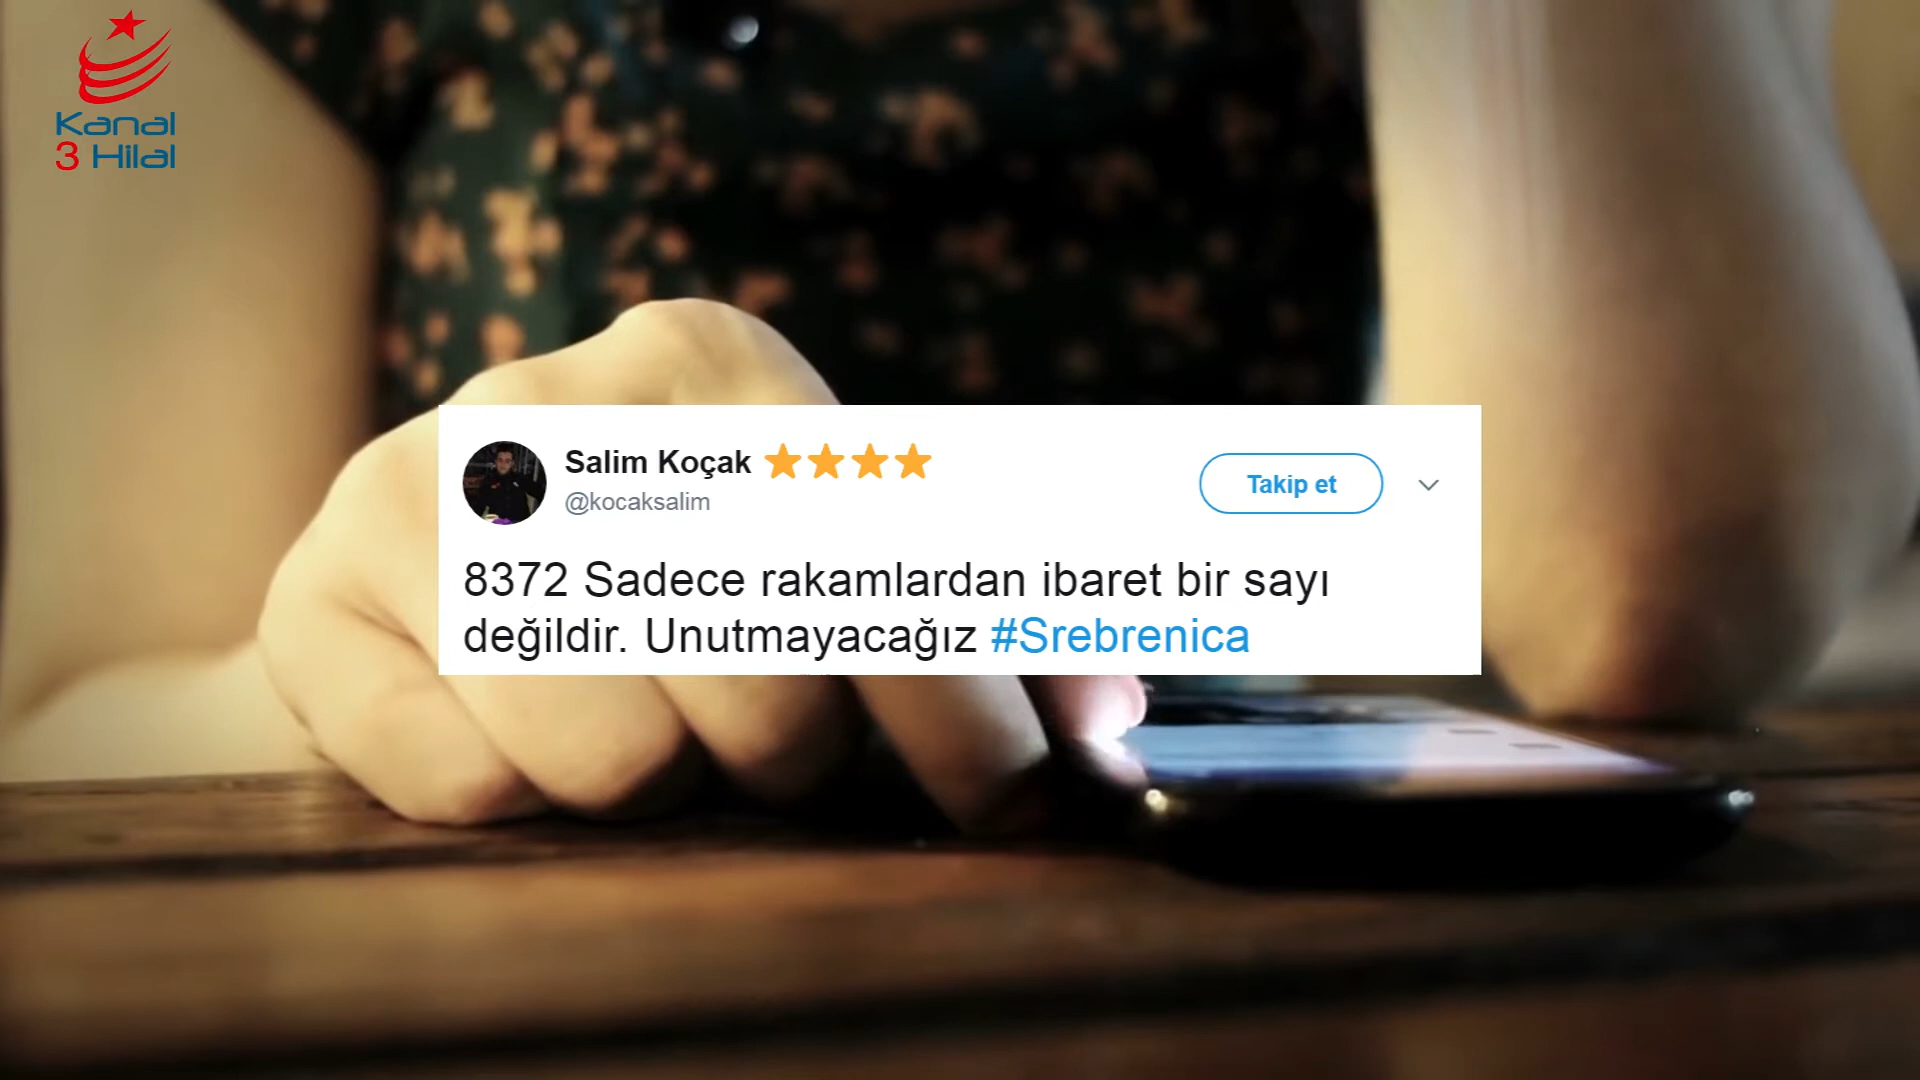 Kanal
3 Hilal
Salim Koçak
@kocaksalim
Takip et
8372 Sadece rakamlardan ibaret bir sayı
değildir. Unutmayacağız #Srebrenica